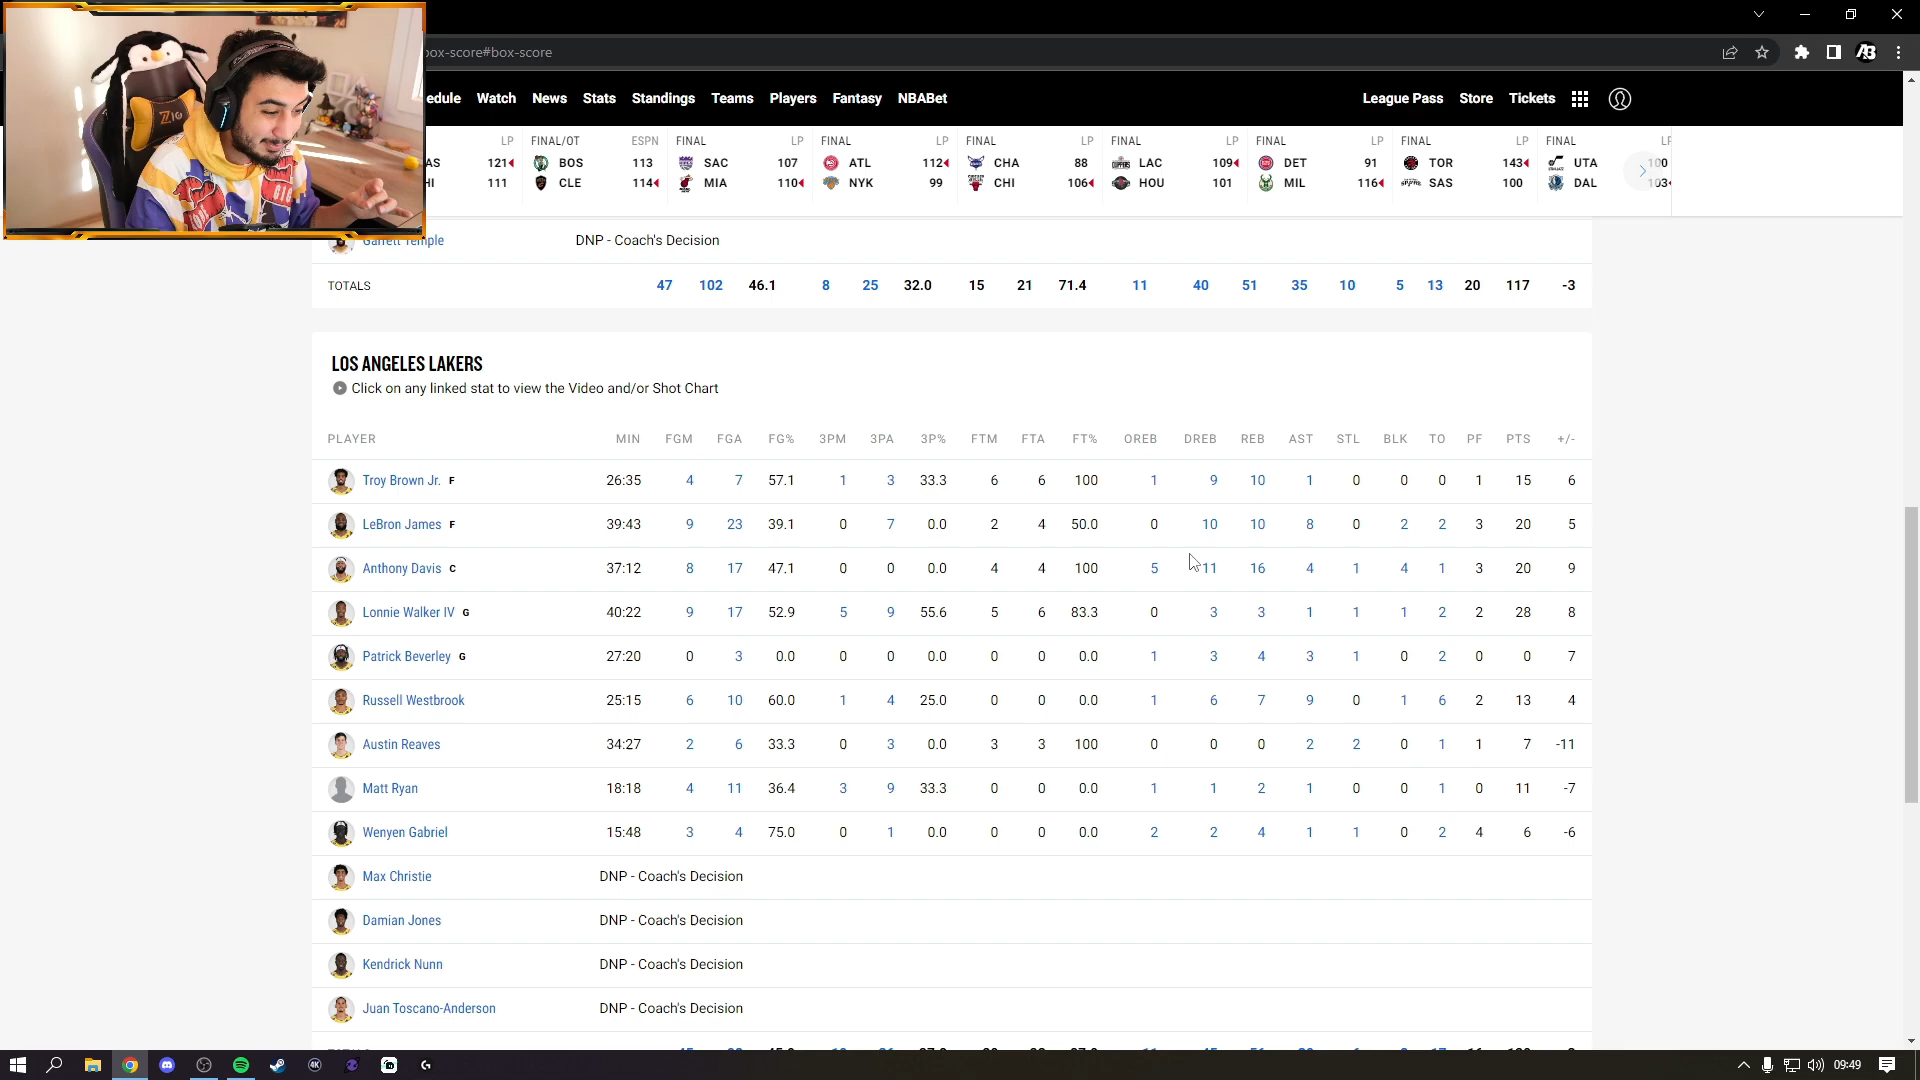 box-score#box-score
edule Watch News Stats Standings Teams Players Fantasy NBABet League Pass Store Tickets
LP FINAL/OT ESPN FINAL LP FINAL LP FINAL LP FINAL LP FINAL LP FINAL LP FINAL
AS 121 BOS 113 SAC 107 ATL 112 CHA 88 LAC 109 DET 91 TOR 143 UTA 100
HI 111 CLE 114 MIA 110 NYK 99 CHI 106 HOU 101 MIL 116 SAS 100 DAL 103
Garrett Temple DNP - Coach's Decision
TOTALS 47 102 46.1 8 25 32.0 15 21 71.4 11 40 51 35 10 5 13 20 117 -3
LOS ANGELES LAKERS
Click on any linked stat to view the Video and/or Shot Chart
PLAYER MIN FGM FGA FG% 3PM 3PA 3P% FTM FTA FT% OREB DREB REB AST STL BLK TO PF PTS +/-
Troy Brown Jr. F 26:35 4 7 57.1 1 3 33.3 6 6 100 1 9 10 1 0 0 0 1 15 6
LeBron James F 39:43 9 23 39.1 0 7 0.0 2 4 50.0 0 10 10 8 0 2 2 3 20 5
Anthony Davis C 37:12 8 17 47.1 0 0 0.0 4 4 100 5 11 16 4 1 4 1 3 20 9
Lonnie Walker IV G 40:22 9 17 52.9 5 9 55.6 5 6 83.3 0 3 3 1 1 1 2 2 28 8
Patrick Beverley G 27:20 0 3 0.0 0 0 0.0 0 0 0.0 1 3 4 3 1 0 2 0 0 7
Russell Westbrook 25:15 6 10 60.0 1 4 25.0 0 0 0.0 1 6 7 9 0 1 6 2 13 4
Austin Reaves 34:27 2 6 33.3 0 3 0.0 3 3 100 0 0 0 2 2 0 1 1 7 -11
Matt Ryan 18:18 4 11 36.4 3 9 33.3 0 0 0.0 1 1 2 1 0 0 1 0 11 -7
Wenyen Gabriel 15:48 3 4 75.0 0 1 0.0 0 0 0.0 2 2 4 1 1 0 2 4 6 -6
Max Christie DNP - Coach's Decision
Damian Jones DNP - Coach's Decision
Kendrick Nunn DNP - Coach's Decision
Juan Toscano-Anderson DNP - Coach's Decision
09:49